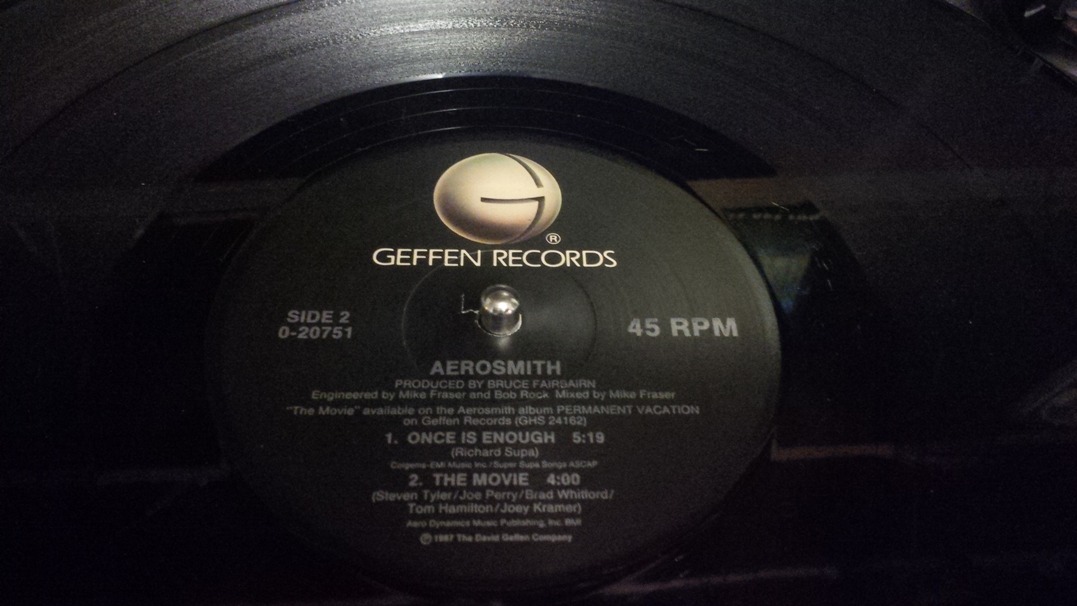 ®
GEFFEN RECORDS
SIDE 2
0-20751
45 RPM
AEROSMITH
PRODUCED BY BRUCE FAIRBAIRN
Engineered by Mike Fraser and Bob Rock Mixed by Mike Fraser
"The Movie" available on the Aerosmith album PERMANENT VACATION
on Geffen Records (GHS 24162)
1. ONCE IS ENOUGH 5:19
(Richard Supa)
Colgems-EMI Music Inc./Super Supa Songs ASCAP
2. THE MOVIE 4:00
(Steven Tyler/Joe Perry/Brad Whitford/
Tom Hamilton/Joey Kramer)
Aero Dynamics Music Publishing, Inc. BMI
℗ 1987 The David Geffen Company